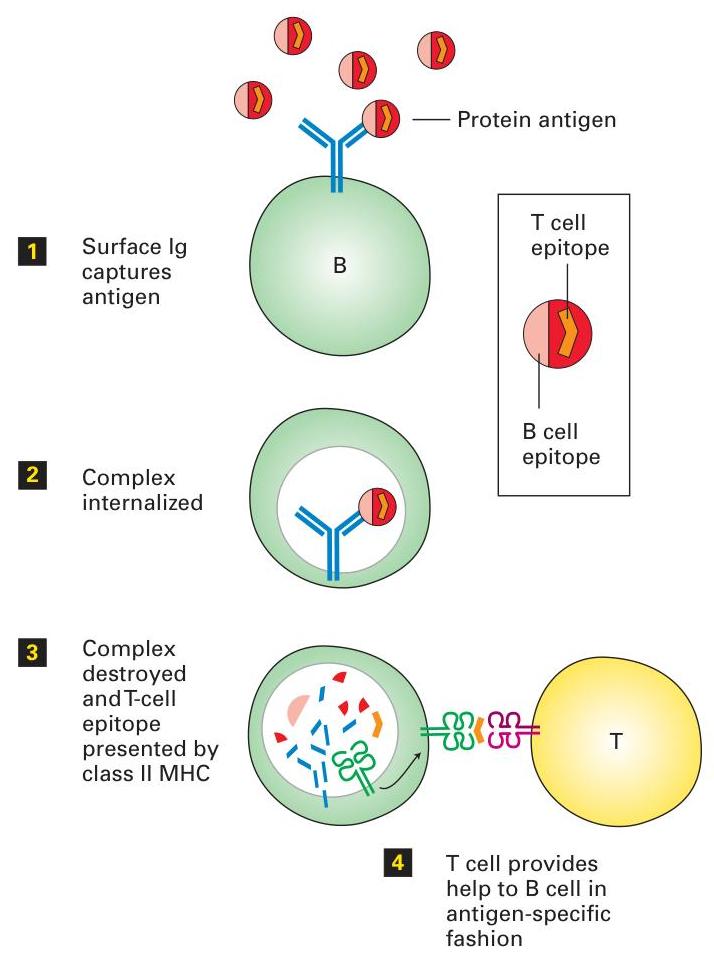 Protein antigen
1
Surface Ig
captures
antigen
B
T cell
epitope
B cell
epitope
2
Complex
internalized
3
Complex
destroyed
and T-cell
epitope
presented by
class II MHC
T
4
T cell provides
help to B cell in
antigen-specific
fashion